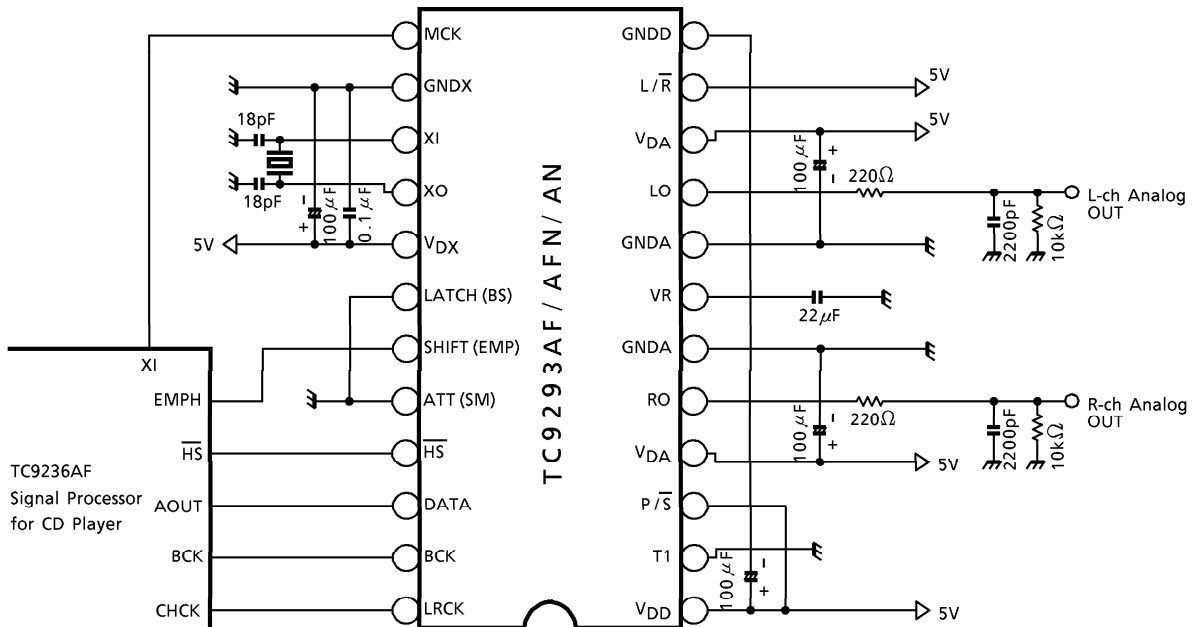 MCK
GNDX
XI
XO
VDX
LATCH (BS)
SHIFT (EMP)
ATT (SM)
HS
DATA
BCK
LRCK
TC9293AF/AFN/AN
GNDD
L/R
VDA
LO
GNDA
VR
GNDA
RO
VDA
P/S
T1
VDD
18pF
18pF
5V
- +
100µF
0.1µF
XI
EMPH
HS
AOUT
BCK
CHCK
TC9236AF
Signal Processor
for CD Player
5V
5V
100µF
+ -
220Ω
2200pF
10kΩ
L-ch Analog
OUT
22µF
100µF
- +
220Ω
2200pF
10kΩ
R-ch Analog
OUT
5V
100µF
- +
5V